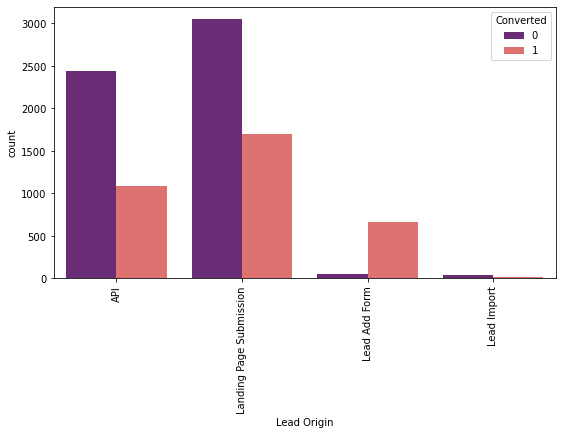 3000
2500
2000
1500
1000
500
0
count
Converted
0
1
API
Landing Page Submission
Lead Add Form
Lead Import
Lead Origin